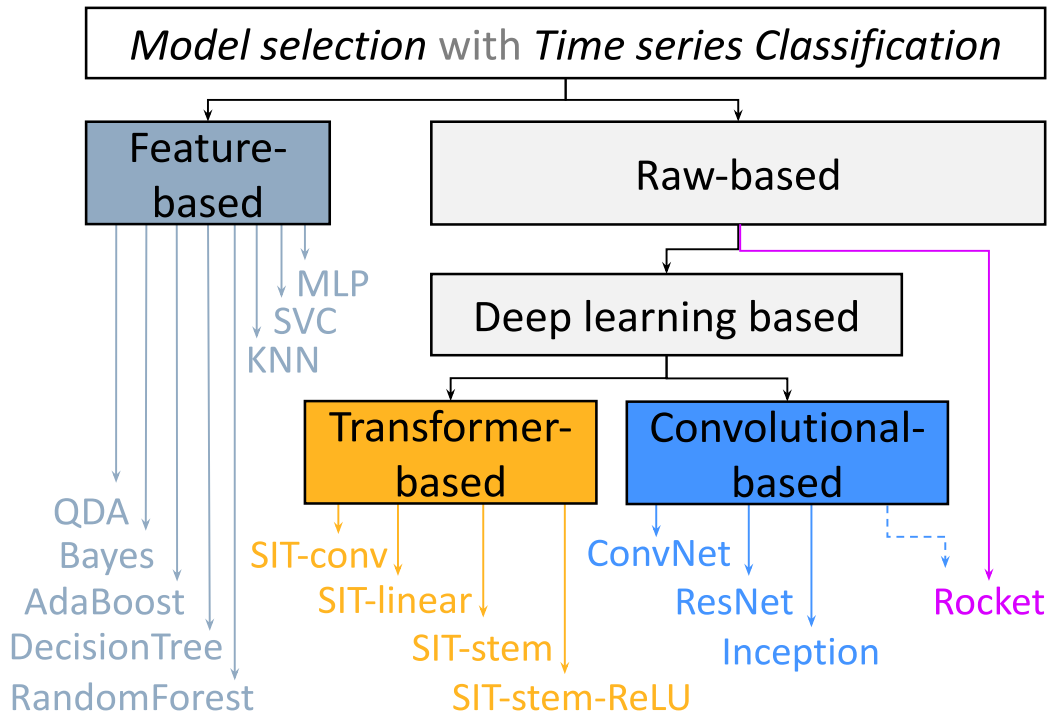 Model selection with Time series Classification
Feature-
based
Raw-based
MLP
SVC
KNN
Deep learning based
Transformer-
based
Convolutional-
based
QDA
Bayes
AdaBoost
DecisionTree
RandomForest
SIT-conv
SIT-linear
SIT-stem
SIT-stem-ReLU
ConvNet
ResNet
Inception
Rocket